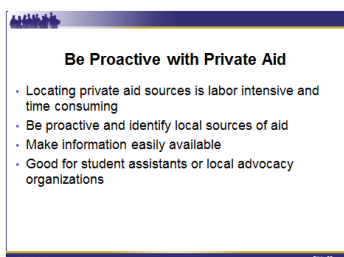 Be Proactive with Private Aid
• Locating private aid sources is labor intensive and
time consuming
• Be proactive and identify local sources of aid
• Make information easily available
• Good for student assistants or local advocacy
organizations